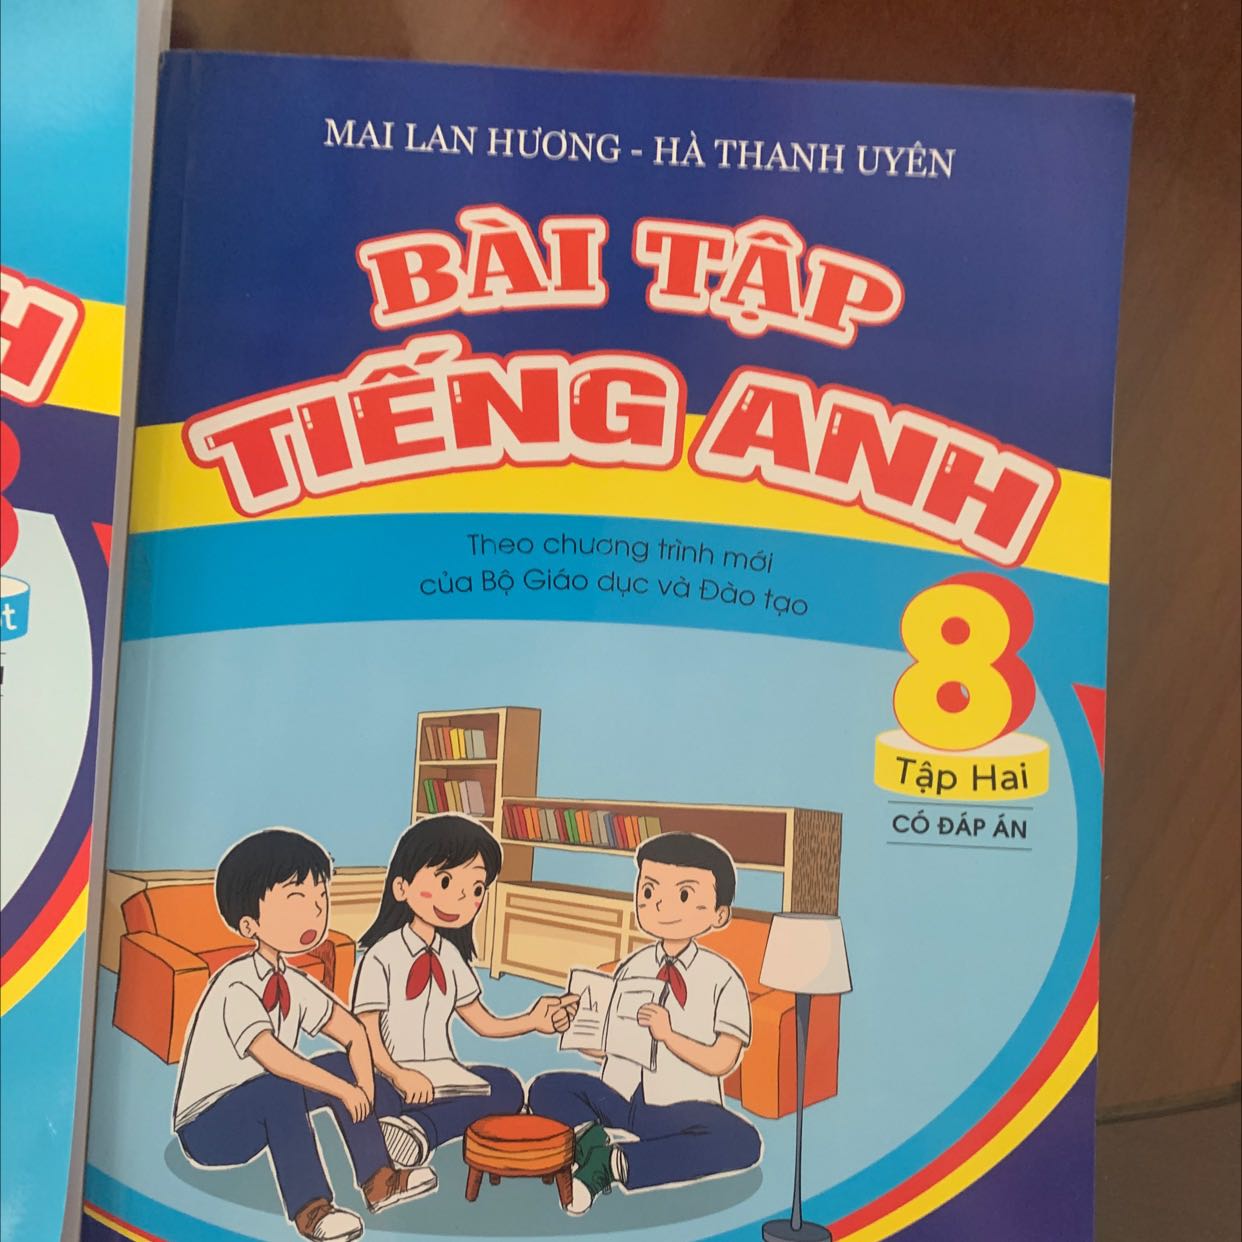 MAI LAN HƯƠNG - HÀ THANH UYÊN
BÀI TẬP
TIẾNG ANH
Theo chương trình mới
của Bộ Giáo dục và Đào tạo
8
Tập Hai
CÓ ĐÁP ÁN
H